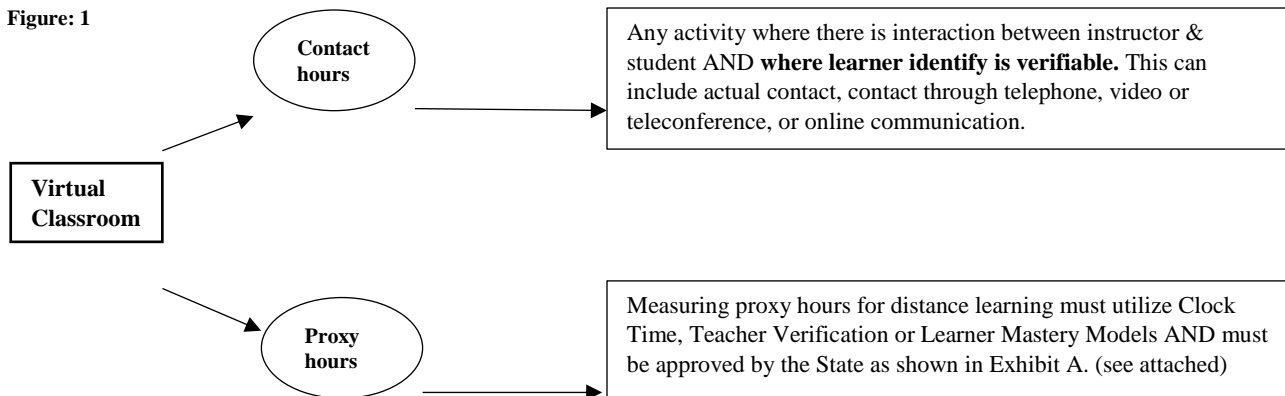 Figure: 1
Contact
hours
Any activity where there is interaction between instructor &
student AND where learner identify is verifiable. This can
include actual contact, contact through telephone, video or
teleconference, or online communication.
Virtual
Classroom
Proxy
hours
Measuring proxy hours for distance learning must utilize Clock
Time, Teacher Verification or Learner Mastery Models AND must
be approved by the State as shown in Exhibit A. (see attached)